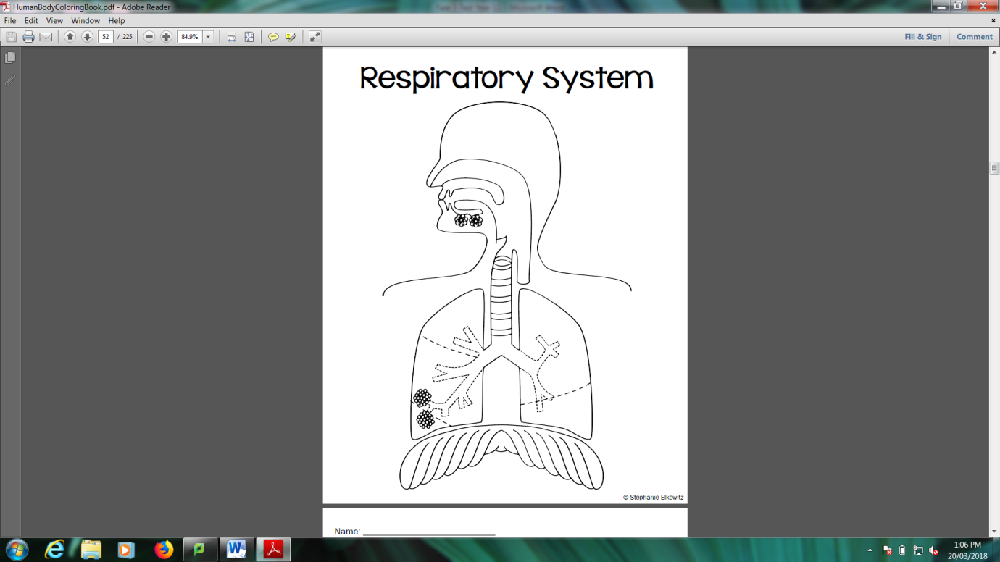 HumanBodyColoringBook.pdf - Adobe Reader
File Edit View Window Help
52 / 225 84.9% Fill & Sign Comment
Respiratory System
© Stephanie Elkowitz
Name: ____________________________
1:06 PM
20/03/2018